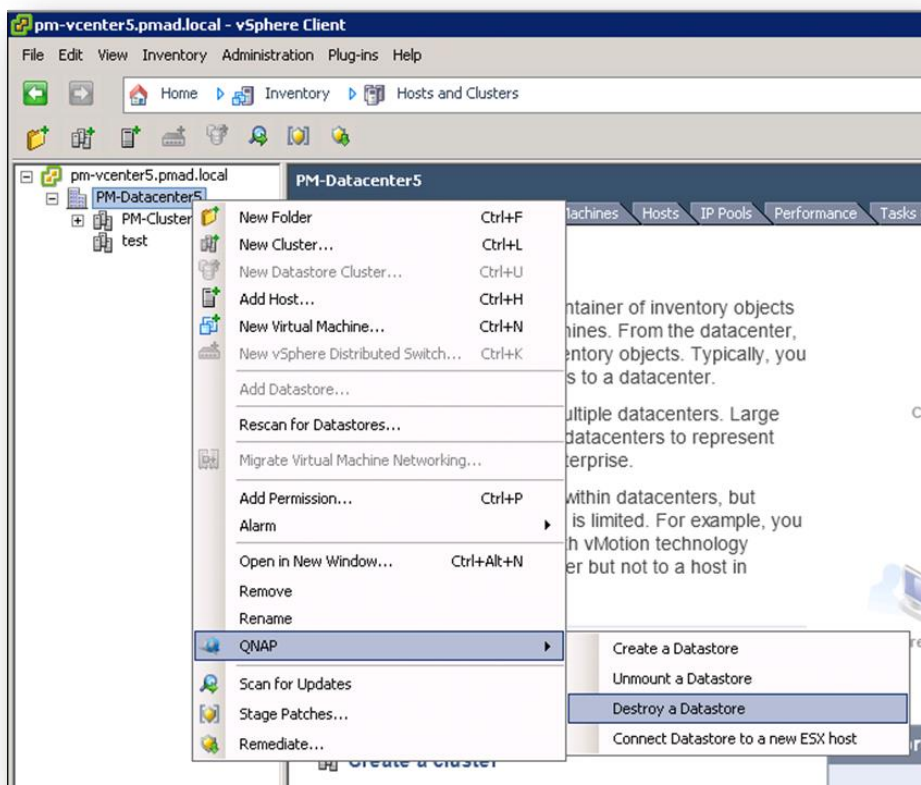 pm-vcenter5.pmad.local - vSphere Client
File Edit View Inventory Administration Plug-ins Help
Home Inventory Hosts and Clusters
pm-vcenter5.pmad.local
PM-Datacenter5
PM-Cluster
test
PM-Datacenter5
Machines Hosts IP Pools Performance Tasks
New Folder Ctrl+F
New Cluster... Ctrl+L
New Datastore Cluster... Ctrl+U
Add Host... Ctrl+H
New Virtual Machine... Ctrl+N
New vSphere Distributed Switch... Ctrl+K
Add Datastore...
Rescan for Datastores...
Migrate Virtual Machine Networking...
Add Permission... Ctrl+P
Alarm
Open in New Window... Ctrl+Alt+N
Remove
Rename
QNAP
Scan for Updates
Stage Patches...
Remediate...
Create a Datastore
Unmount a Datastore
Destroy a Datastore
Connect Datastore to a new ESX host
ntainer of inventory objects
hines. From the datacenter,
entory objects. Typically, you
s to a datacenter.
ultiple datacenters. Large
datacenters to represent
terprise.
within datacenters, but
is limited. For example, you
h vMotion technology
er but not to a host in
Create a cluster